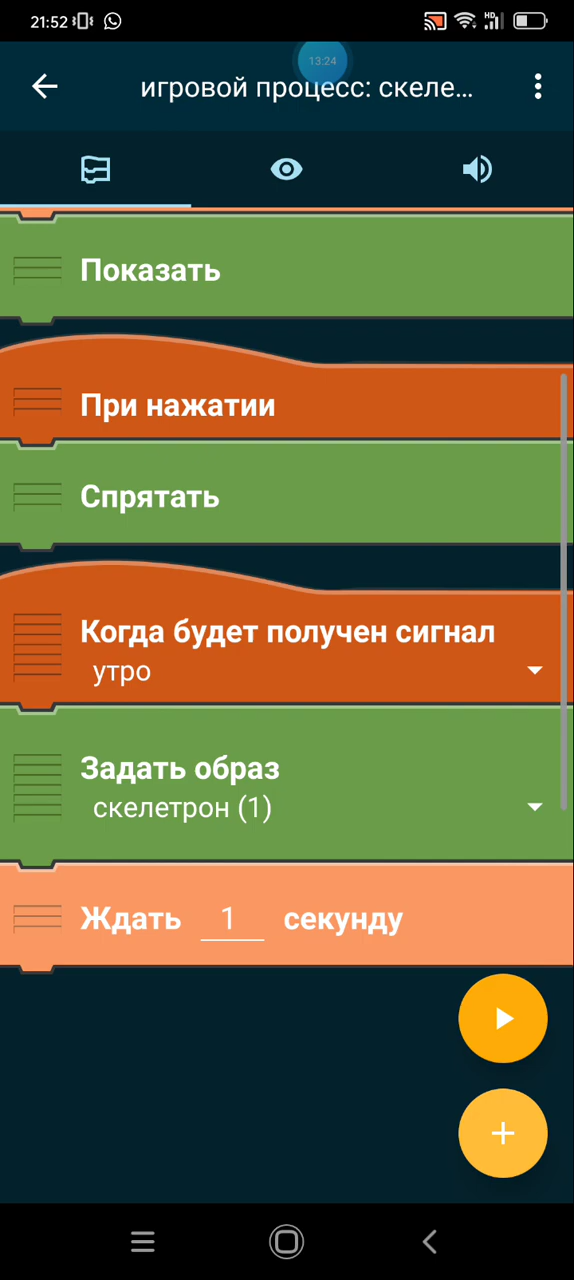 21:52
HD
13:24
игровой процесс: скеле...
Показать
При нажатии
Спрятать
Когда будет получен сигнал
утро
Задать образ
скелетрон (1)
Ждать 1 секунду